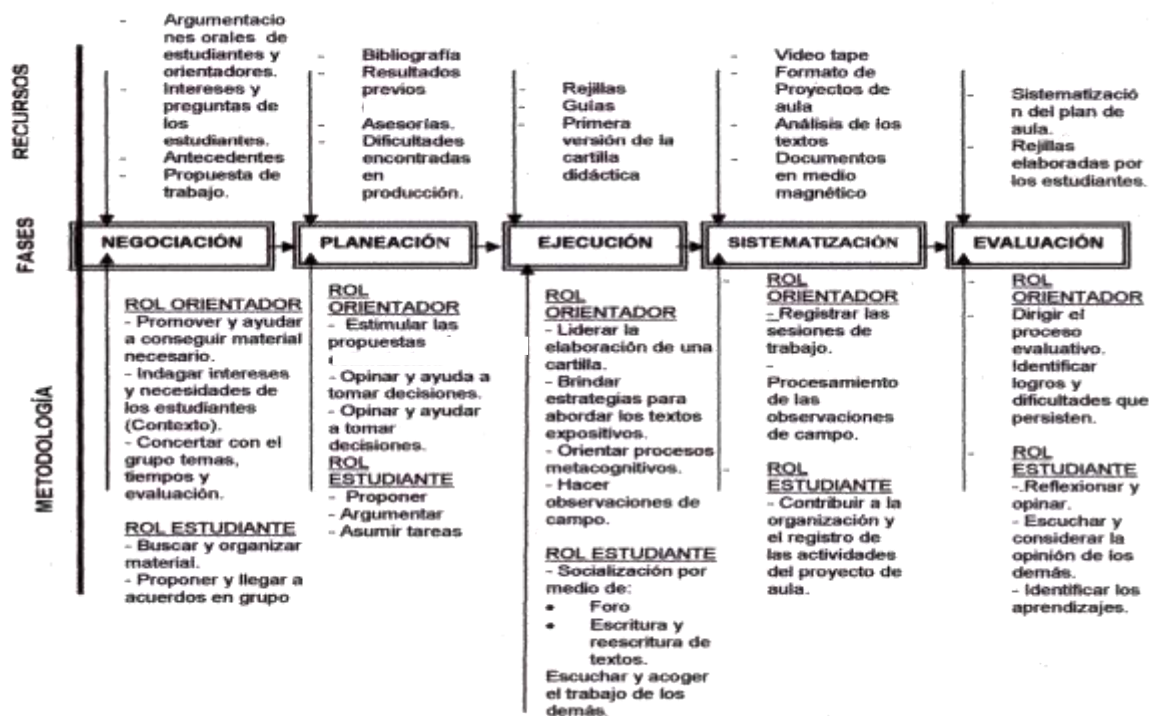 RECURSOS
- Argumentacio
nes orales de
estudiantes y
orientadores.
- Intereses y
preguntas de
los
estudiantes.
- Antecedentes
- Propuesta de
trabajo.
- Bibliografía
- Resultados
previos
- Asesorías.
- Dificultades
encontradas
en
producción.
- Rejillas
- Guías
- Primera
versión de la
cartilla
didáctica
- Video tape
- Formato de
Proyectos de
aula
- Análisis de los
textos
- Documentos
en medio
magnético
- Sistematizació
n del plan de
aula.
- Rejillas
elaboradas por
los estudiantes.
FASES
NEGOCIACIÓN
PLANEACIÓN
EJECUCIÓN
SISTEMATIZACIÓN
EVALUACIÓN
METODOLOGÍA
ROL ORIENTADOR
- Promover y ayudar
a conseguir material
necesario.
- Indagar intereses
y necesidades de
los estudiantes
(Contexto).
- Concertar con el
grupo temas,
tiempos y
evaluación.
ROL ESTUDIANTE
- Buscar y organizar
material.
- Proponer y llegar a
acuerdos en grupo
ROL
ORIENTADOR
- Estimular las
propuestas
- Opinar y ayuda a
tomar decisiones.
- Opinar y ayudar
a tomar
decisiones.
ROL
ESTUDIANTE
- Proponer
- Argumentar
- Asumir tareas
ROL
ORIENTADOR
- Liderar la
elaboración de una
cartilla.
- Brindar
estrategias para
abordar los textos
expositivos.
- Orientar procesos
metacognitivos.
- Hacer
observaciones de
campo.
ROL ESTUDIANTE
- Socialización por
medio de:
• Foro
• Escritura y
reescritura de
textos.
Escuchar y acoger
el trabajo de los
demás.
- ROL
ORIENTADOR
- Registrar las
sesiones de
trabajo.
-
Procesamiento
de las
observaciones
de campo.
- ROL
ESTUDIANTE
- Contribuir a la
organización y
el registro de
las actividades
del proyecto de
aula.
ROL
ORIENTADOR
Dirigir el
proceso
evaluativo.
Identificar
logros y
dificultades que
persisten.
ROL
ESTUDIANTE
-.Reflexionar y
opinar.
- Escuchar y
considerar la
opinión de los
demás.
- Identificar los
aprendizajes.